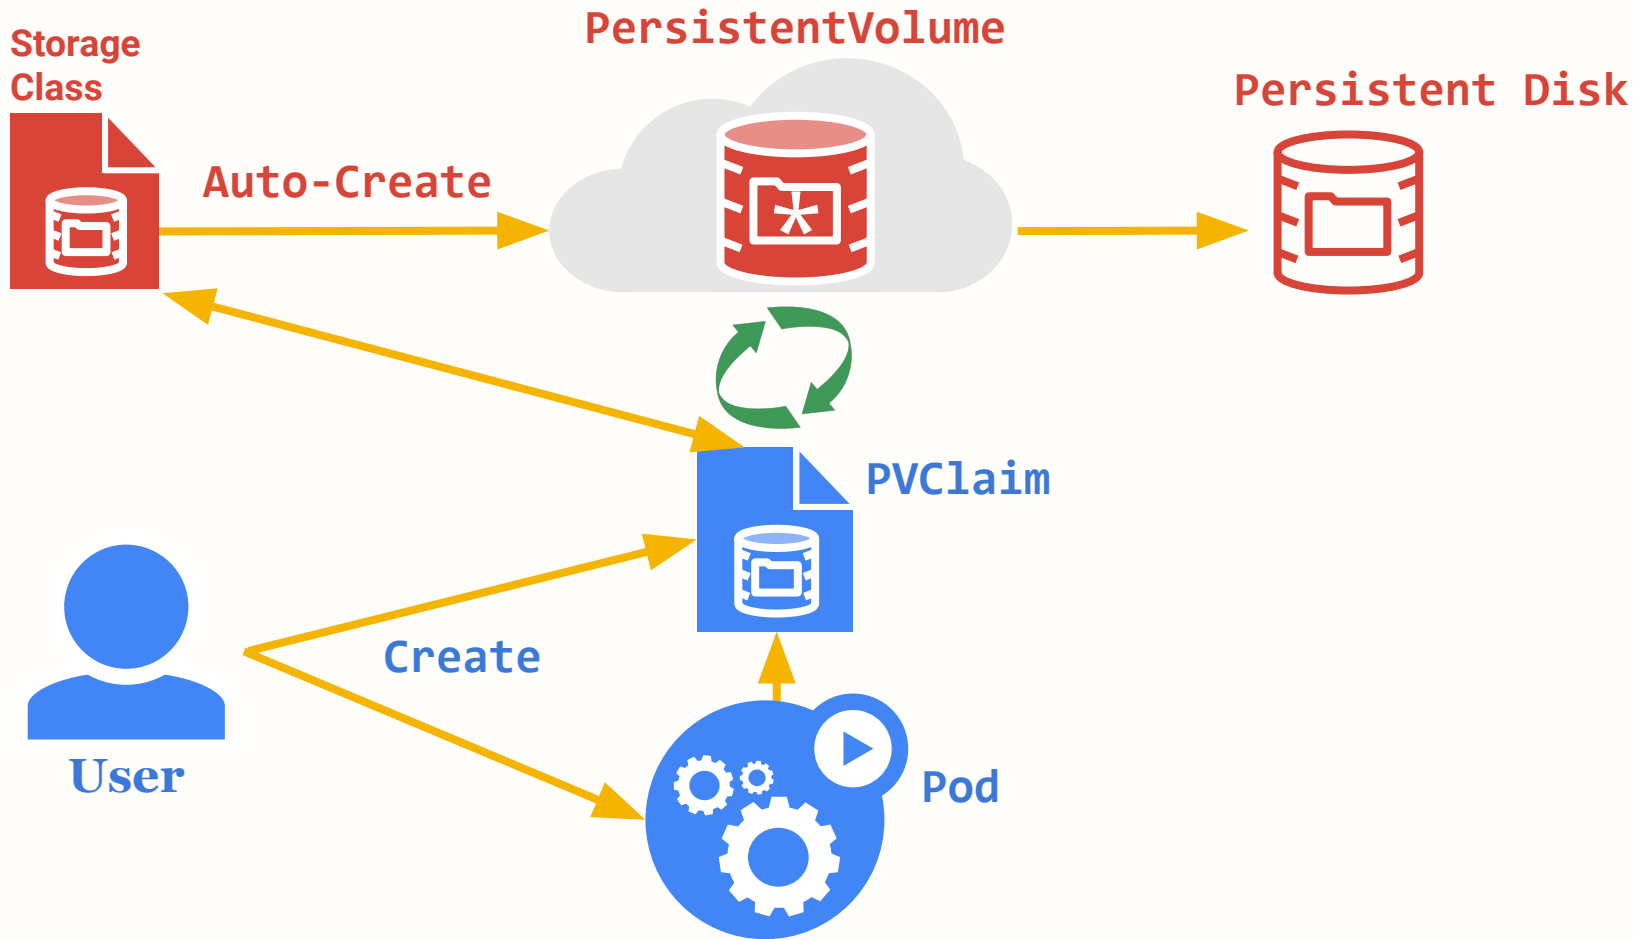 PersistentVolume
Storage
Class
Persistent Disk
Auto-Create
PVClaim
Create
User
Pod